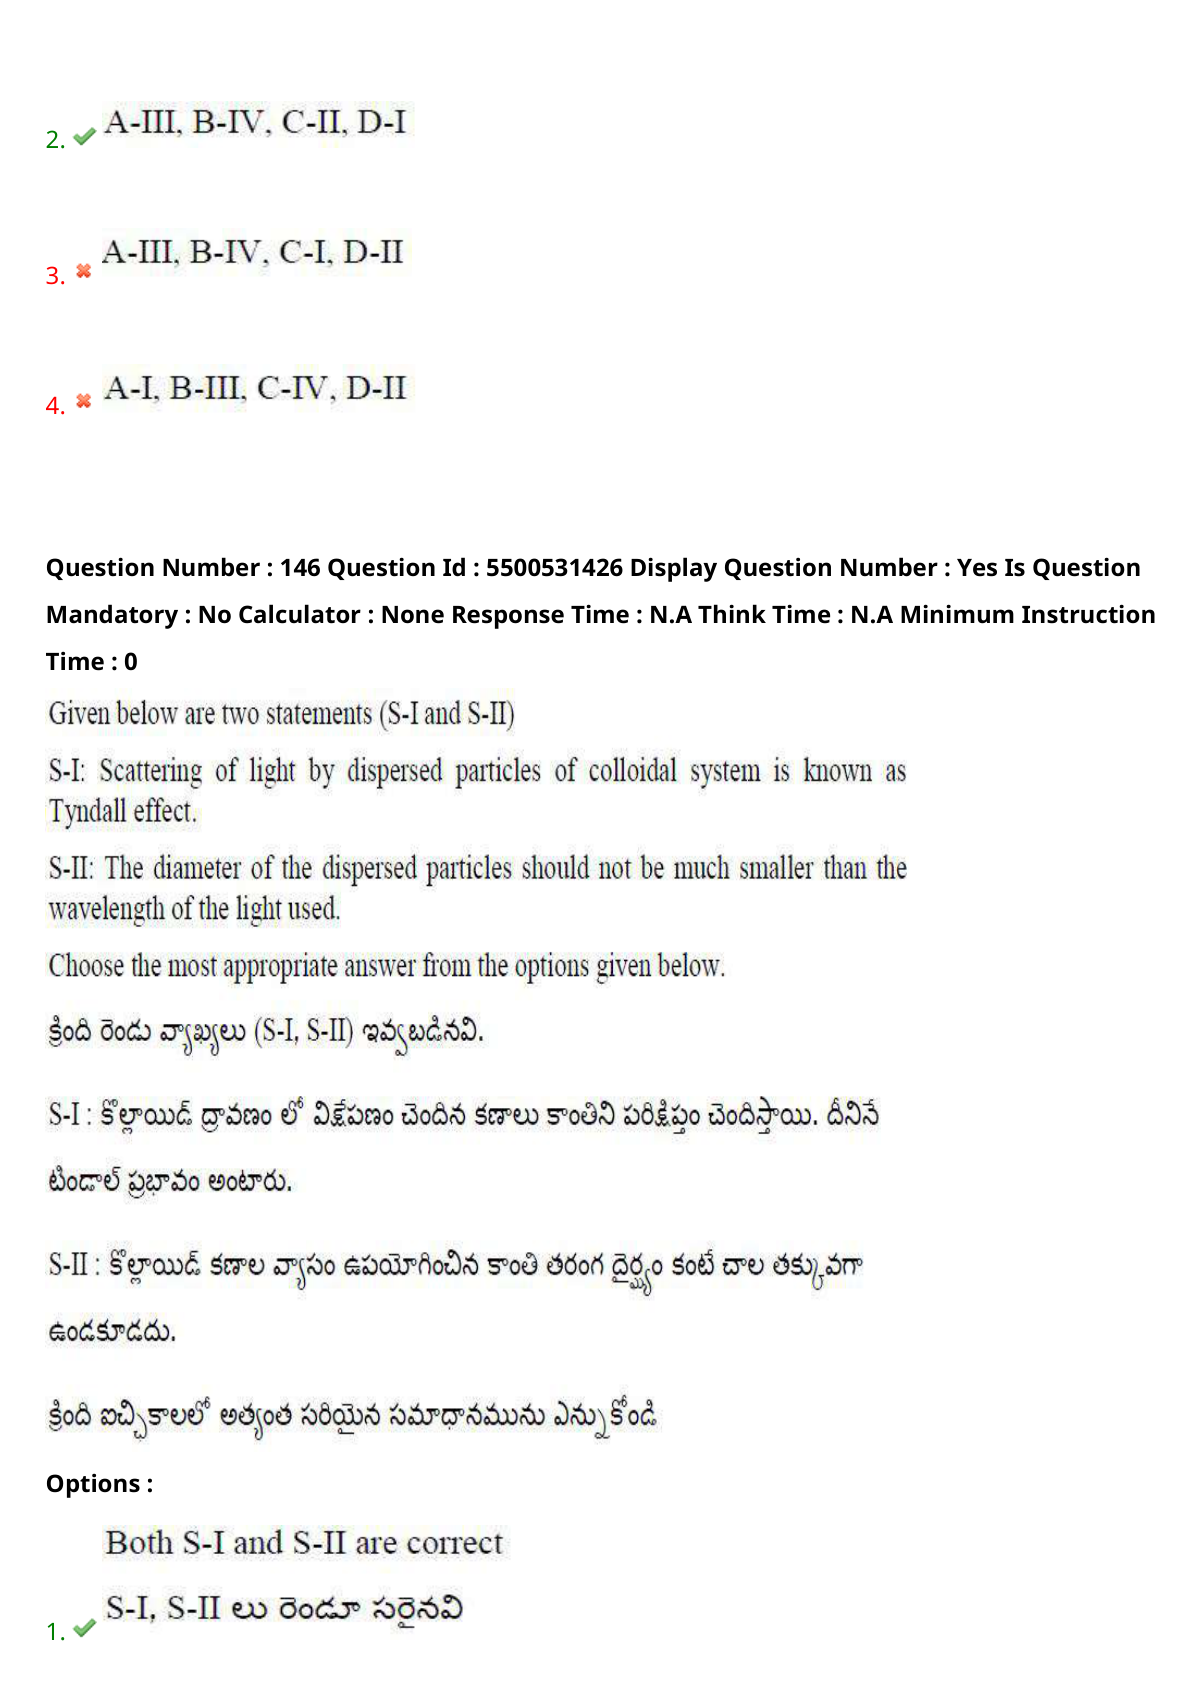 2. A-III, B-IV, C-II, D-I
3. A-III, B-IV, C-I, D-II
4. A-I, B-III, C-IV, D-II
Question Number : 146 Question Id : 5500531426 Display Question Number : Yes Is Question
Mandatory : No Calculator : None Response Time : N.A Think Time : N.A Minimum Instruction
Time : 0
Given below are two statements (S-I and S-II)
S-I: Scattering of light by dispersed particles of colloidal system is known as
Tyndall effect.
S-II: The diameter of the dispersed particles should not be much smaller than the
wavelength of the light used.
Choose the most appropriate answer from the options given below.
క్రింది రెండు వ్యాఖ్యలు (S-I, S-II) ఇవ్వబడినవి.
S-I : కొల్లాయిడ్ ద్రావణం లో విక్షేపణం చెందిన కణాలు కాంతిని పరిక్షిప్తం చెందిస్తాయి. దీనినే
టిండాల్ ప్రభావం అంటారు.
S-II : కొల్లాయిడ్ కణాల వ్యాసం ఉపయోగించిన కాంతి తరంగ దైర్ఘ్యం కంటే చాల తక్కువగా
ఉండకూడదు.
క్రింది ఐచ్ఛికాలలో అత్యంత సరియైన సమాధానమును ఎన్నుకోండి
Options :
Both S-I and S-II are correct
S-I, S-II లు రెండూ సరైనవి
1.